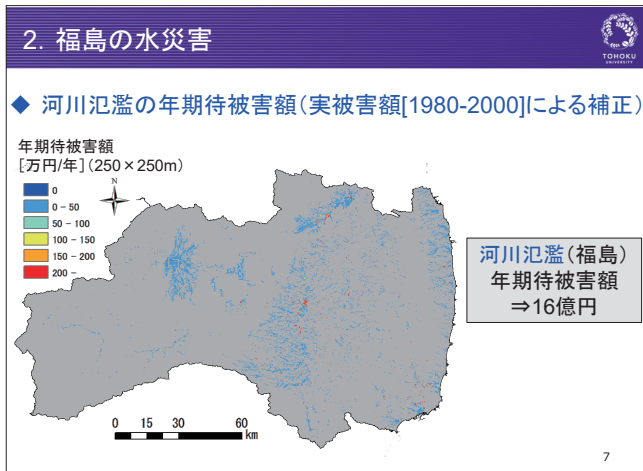 2. 福島の水災害
TOHOKU
UNIVERSITY
◆ 河川氾濫の年期待被害額(実被害額[1980-2000]による補正)
年期待被害額
[万円/年](250×250m)
N
0
0 - 50
50 - 100
100 - 150
150 - 200
200 -
河川氾濫(福島)
年期待被害額
⇒16億円
0 15 30 60
km
7